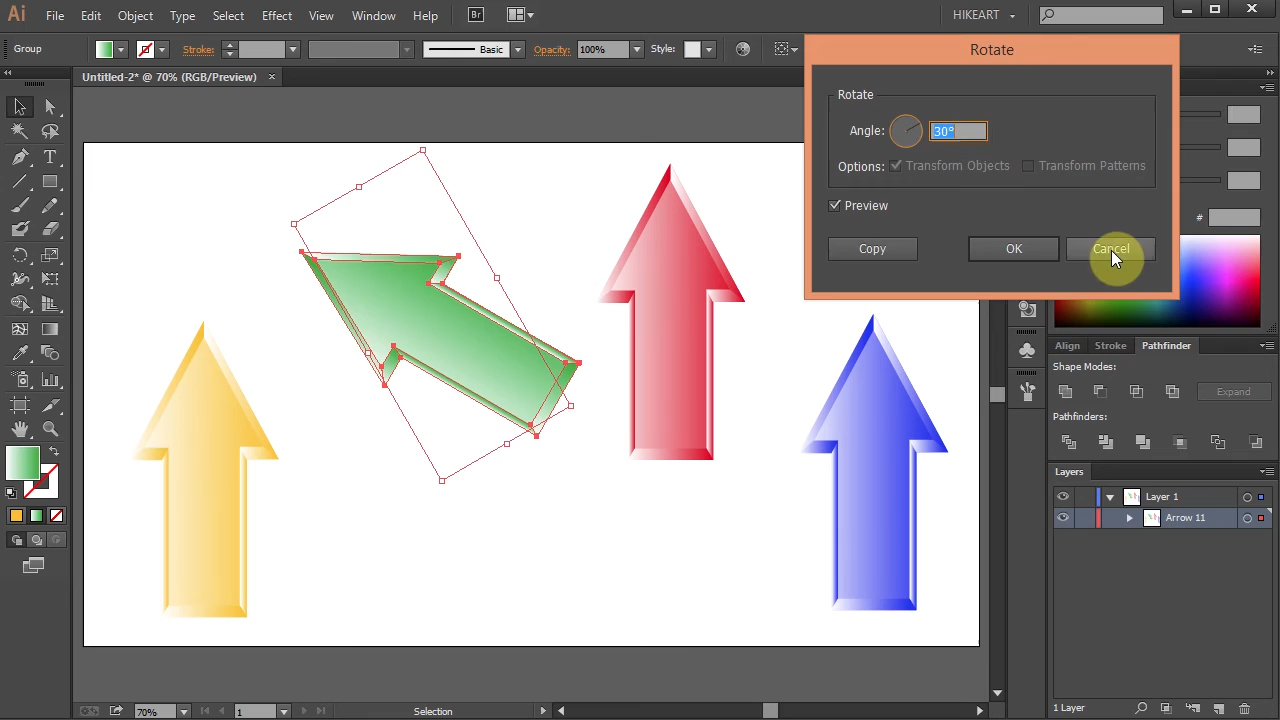 Ai File Edit Object Type Select Effect View Window Help Br HIKEART
Group Stroke: Basic Opacity: 100% Style:
Untitled-2* @ 70% (RGB/Preview)
Rotate
Rotate
Angle: 30°
Options: Transform Objects Transform Patterns
Preview
Copy OK Cancel
#
Align Stroke Pathfinder
Shape Modes:
Expand
Pathfinders:
Layers
Layer 1
Arrow 11
1 Layer
70% 1 Selection